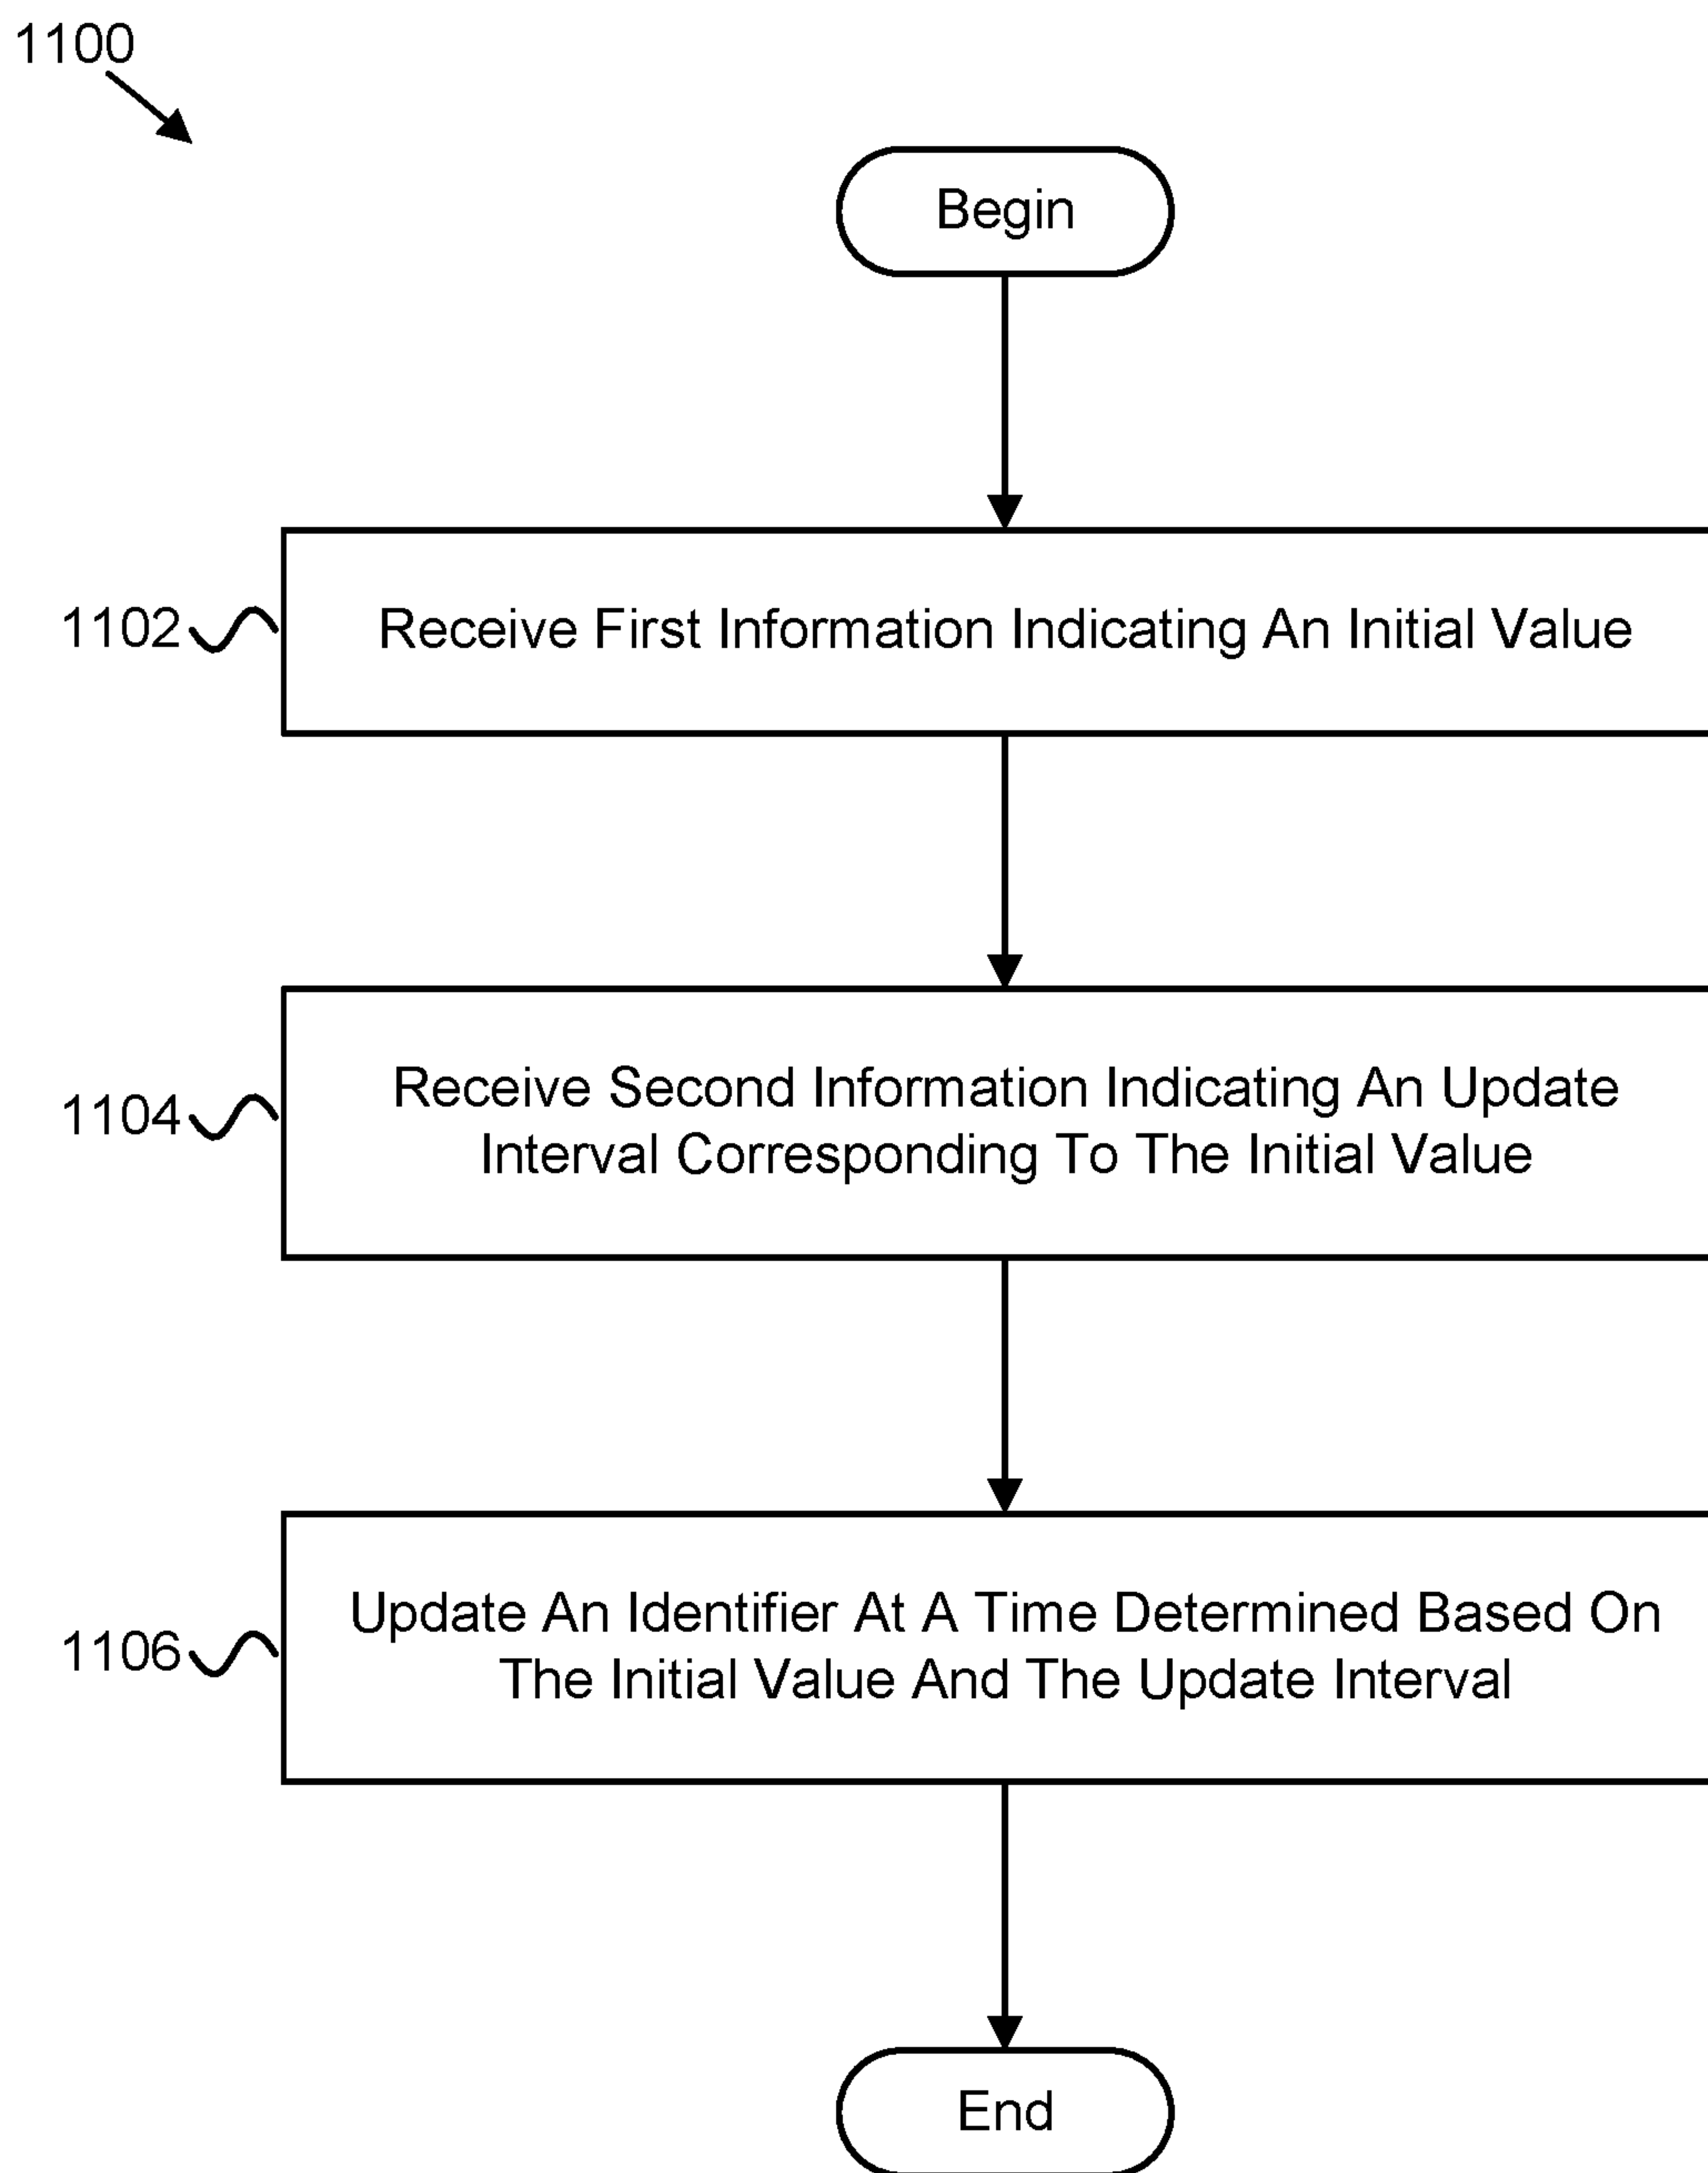 1100
Begin
1102
Receive First Information Indicating An Initial Value
1104
Receive Second Information Indicating An Update
Interval Corresponding To The Initial Value
1106
Update An Identifier At A Time Determined Based On
The Initial Value And The Update Interval
End